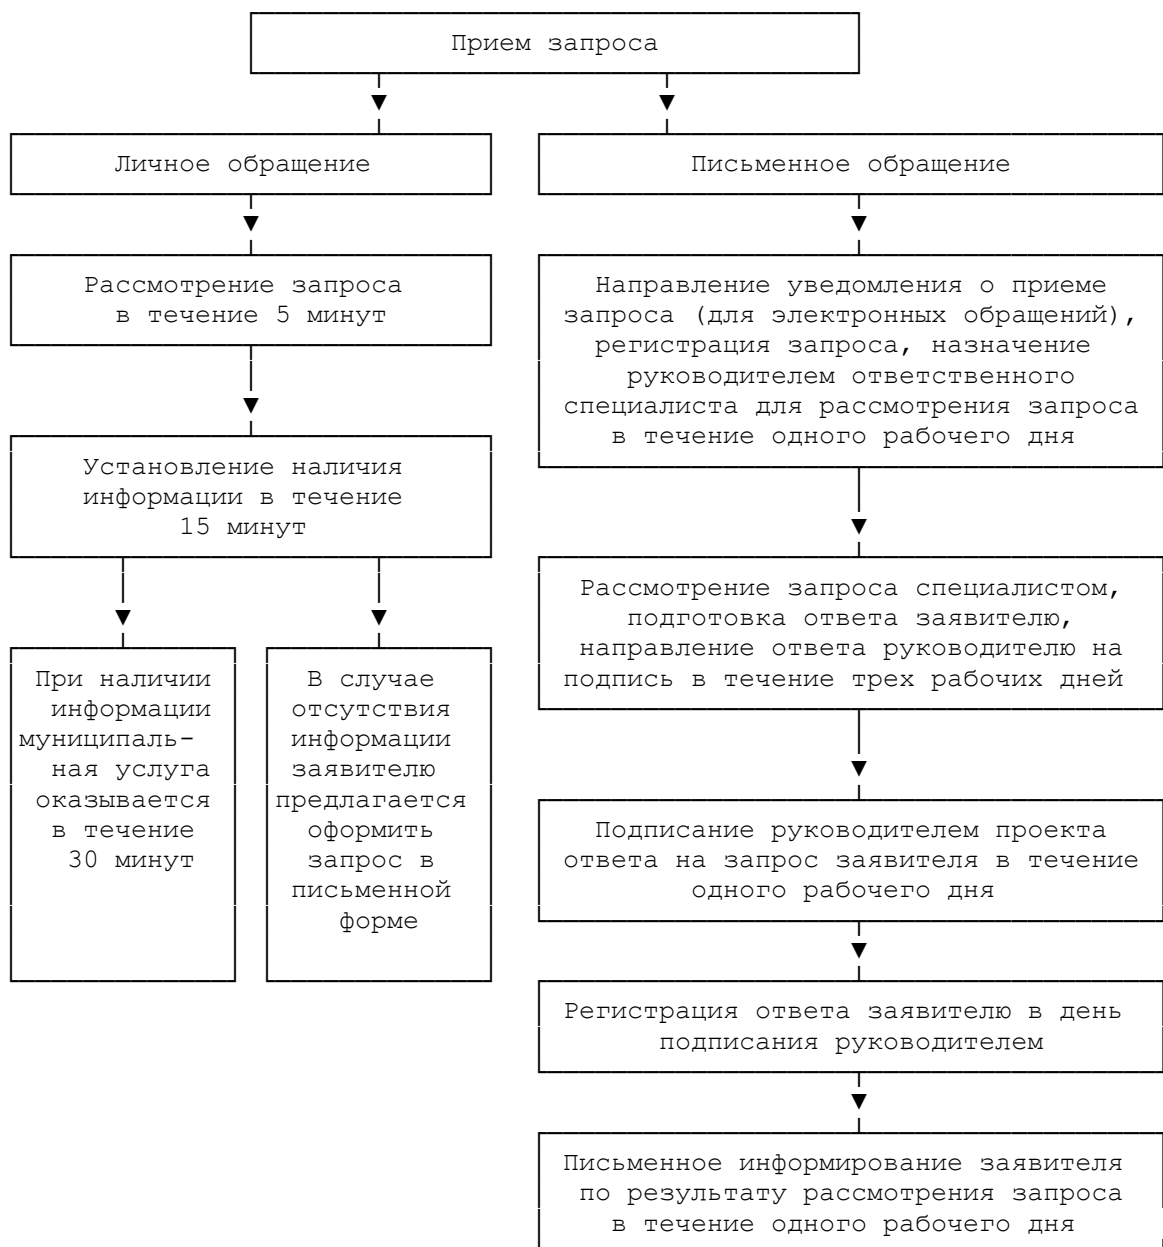 Прием запроса
Личное обращение
Письменное обращение
Рассмотрение запроса
в течение 5 минут
Направление уведомления о приеме
запроса (для электронных обращений),
регистрация запроса, назначение
руководителем ответственного
специалиста для рассмотрения запроса
в течение одного рабочего дня
Установление наличия
информации в течение
15 минут
Рассмотрение запроса специалистом,
подготовка ответа заявителю,
направление ответа руководителю на
подпись в течение трех рабочих дней
При наличии
информации
муниципаль-
ная услуга
оказывается
в течение
30 минут
В случае
отсутствия
информации
заявителю
предлагается
оформить
запрос в
письменной
форме
Подписание руководителем проекта
ответа на запрос заявителя в течение
одного рабочего дня
Регистрация ответа заявителю в день
подписания руководителем
Письменное информирование заявителя
по результату рассмотрения запроса
в течение одного рабочего дня